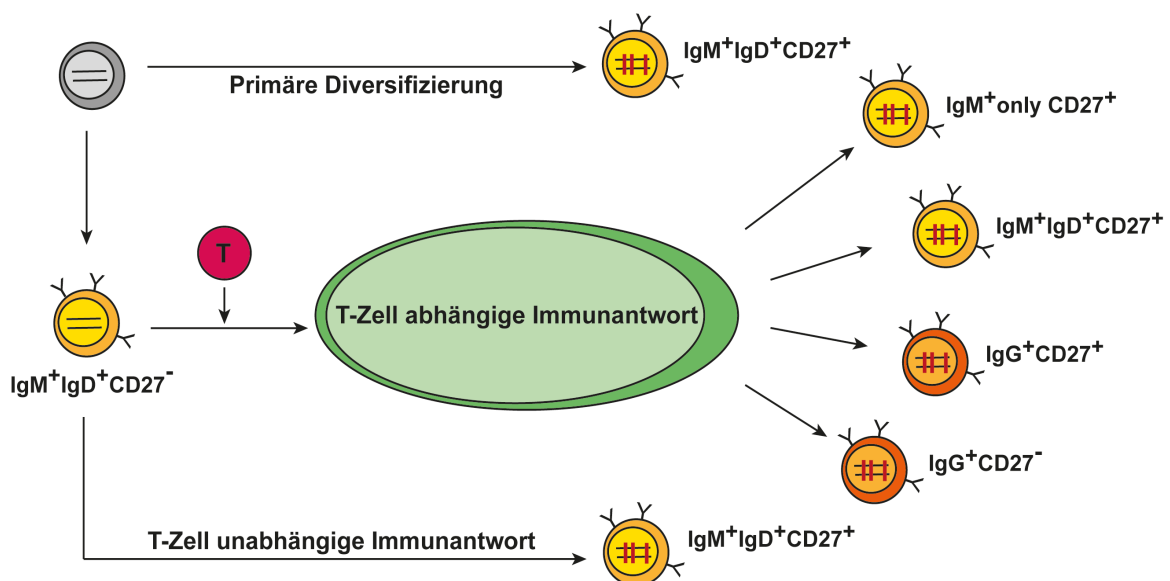 IgM⁺IgD⁺CD27⁺
Primäre Diversifizierung
IgM⁺only CD27⁺
IgM⁺IgD⁺CD27⁺
T
T-Zell abhängige Immunantwort
IgG⁺CD27⁺
IgM⁺IgD⁺CD27⁻
IgG⁺CD27⁻
T-Zell unabhängige Immunantwort
IgM⁺IgD⁺CD27⁺